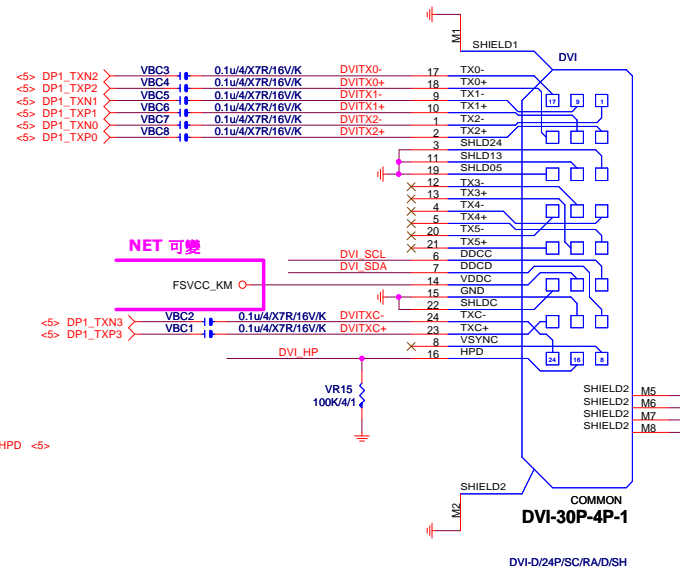 M1
SHIELD1
DVI
<5> DP1_TXN2 VBC3 0.1u/4/X7R/16V/K DVITX0- 17 TX0-
<5> DP1_TXP2 VBC4 0.1u/4/X7R/16V/K DVITX0+ 18 TX0+
<5> DP1_TXN1 VBC5 0.1u/4/X7R/16V/K DVITX1- 9 TX1-
<5> DP1_TXP1 VBC6 0.1u/4/X7R/16V/K DVITX1+ 10 TX1+
<5> DP1_TXN0 VBC7 0.1u/4/X7R/16V/K DVITX2- 1 TX2-
<5> DP1_TXP0 VBC8 0.1u/4/X7R/16V/K DVITX2+ 2 TX2+
17 9 1
3 SHLD24
11 SHLD13
19 SHLD05
12 TX3-
13 TX3+
4 TX4-
5 TX4+
20 TX5-
21 TX5+
NET 可變
DVI_SCL 6 DDCC
DVI_SDA 7 DDCD
FSVCC_KM 14 VDDC
15 GND
22 SHLDC
<5> DP1_TXN3 VBC2 0.1u/4/X7R/16V/K DVITXC- 24 TXC-
<5> DP1_TXP3 VBC1 0.1u/4/X7R/16V/K DVITXC+ 23 TXC+
8 VSYNC
DVI_HP 16 HPD
24 16 8
VR15
100K/4/1
SHIELD2 M5
SHIELD2 M6
SHIELD2 M7
SHIELD2 M8
HPD <5>
SHIELD2
M2
COMMON
DVI-30P-4P-1
DVI-D/24P/SC/RA/D/SH